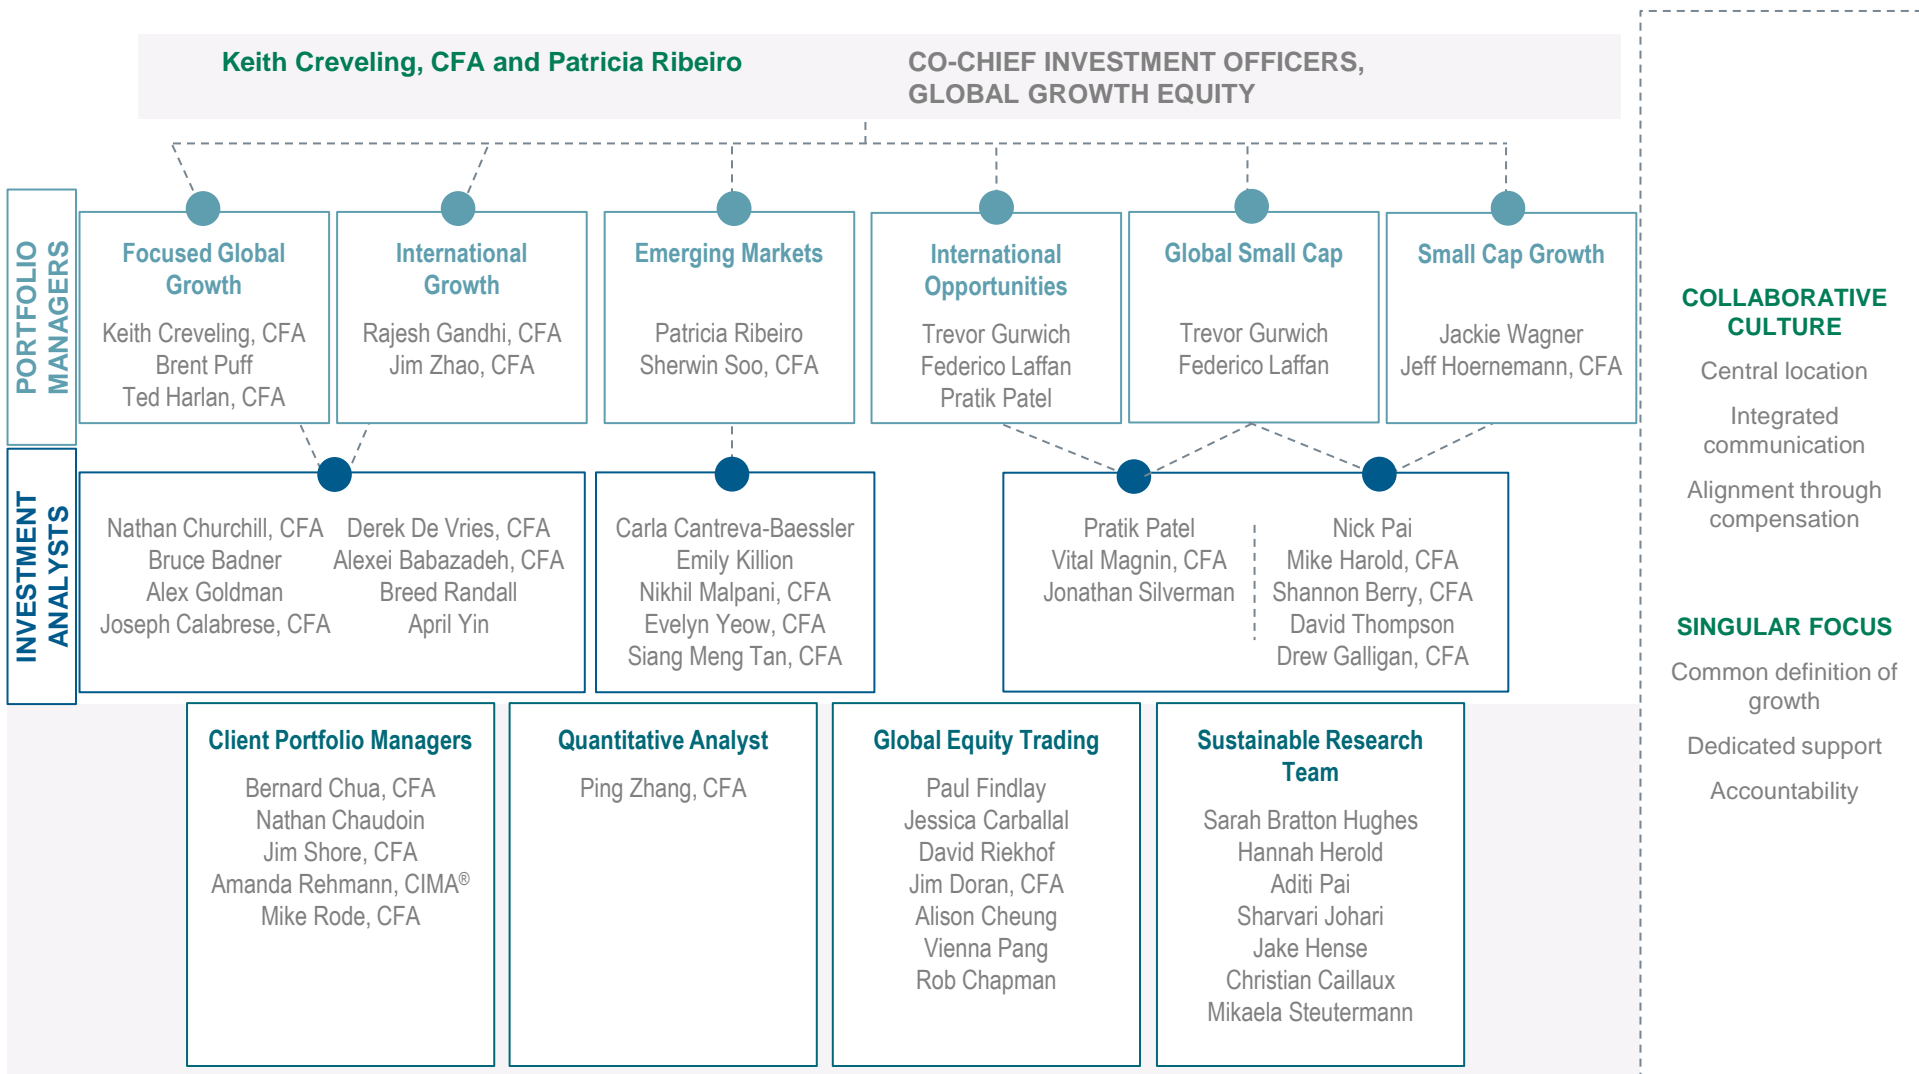 Keith Creveling, CFA and Patricia Ribeiro
CO-CHIEF INVESTMENT OFFICERS,
GLOBAL GROWTH EQUITY
PORTFOLIO
MANAGERS
Focused Global
Growth
Keith Creveling, CFA
Brent Puff
Ted Harlan, CFA
International
Growth
Rajesh Gandhi, CFA
Jim Zhao, CFA
Emerging Markets
Patricia Ribeiro
Sherwin Soo, CFA
International
Opportunities
Trevor Gurwich
Federico Laffan
Pratik Patel
Global Small Cap
Trevor Gurwich
Federico Laffan
Small Cap Growth
Jackie Wagner
Jeff Hoernemann, CFA
INVESTMENT
ANALYSTS
Nathan Churchill, CFA
Bruce Badner
Alex Goldman
Joseph Calabrese, CFA
Derek De Vries, CFA
Alexei Babazadeh, CFA
Breed Randall
April Yin
Carla Cantreva-Baessler
Emily Killion
Nikhil Malpani, CFA
Evelyn Yeow, CFA
Siang Meng Tan, CFA
Pratik Patel
Vital Magnin, CFA
Jonathan Silverman
Nick Pai
Mike Harold, CFA
Shannon Berry, CFA
David Thompson
Drew Galligan, CFA
Client Portfolio Managers
Bernard Chua, CFA
Nathan Chaudoin
Jim Shore, CFA
Amanda Rehmann, CIMA®
Mike Rode, CFA
Quantitative Analyst
Ping Zhang, CFA
Global Equity Trading
Paul Findlay
Jessica Carballal
David Riekhof
Jim Doran, CFA
Alison Cheung
Vienna Pang
Rob Chapman
Sustainable Research
Team
Sarah Bratton Hughes
Hannah Herold
Aditi Pai
Sharvari Johari
Jake Hense
Christian Caillaux
Mikaela Steutermann
COLLABORATIVE
CULTURE
Central location
Integrated
communication
Alignment through
compensation
SINGULAR FOCUS
Common definition of
growth
Dedicated support
Accountability